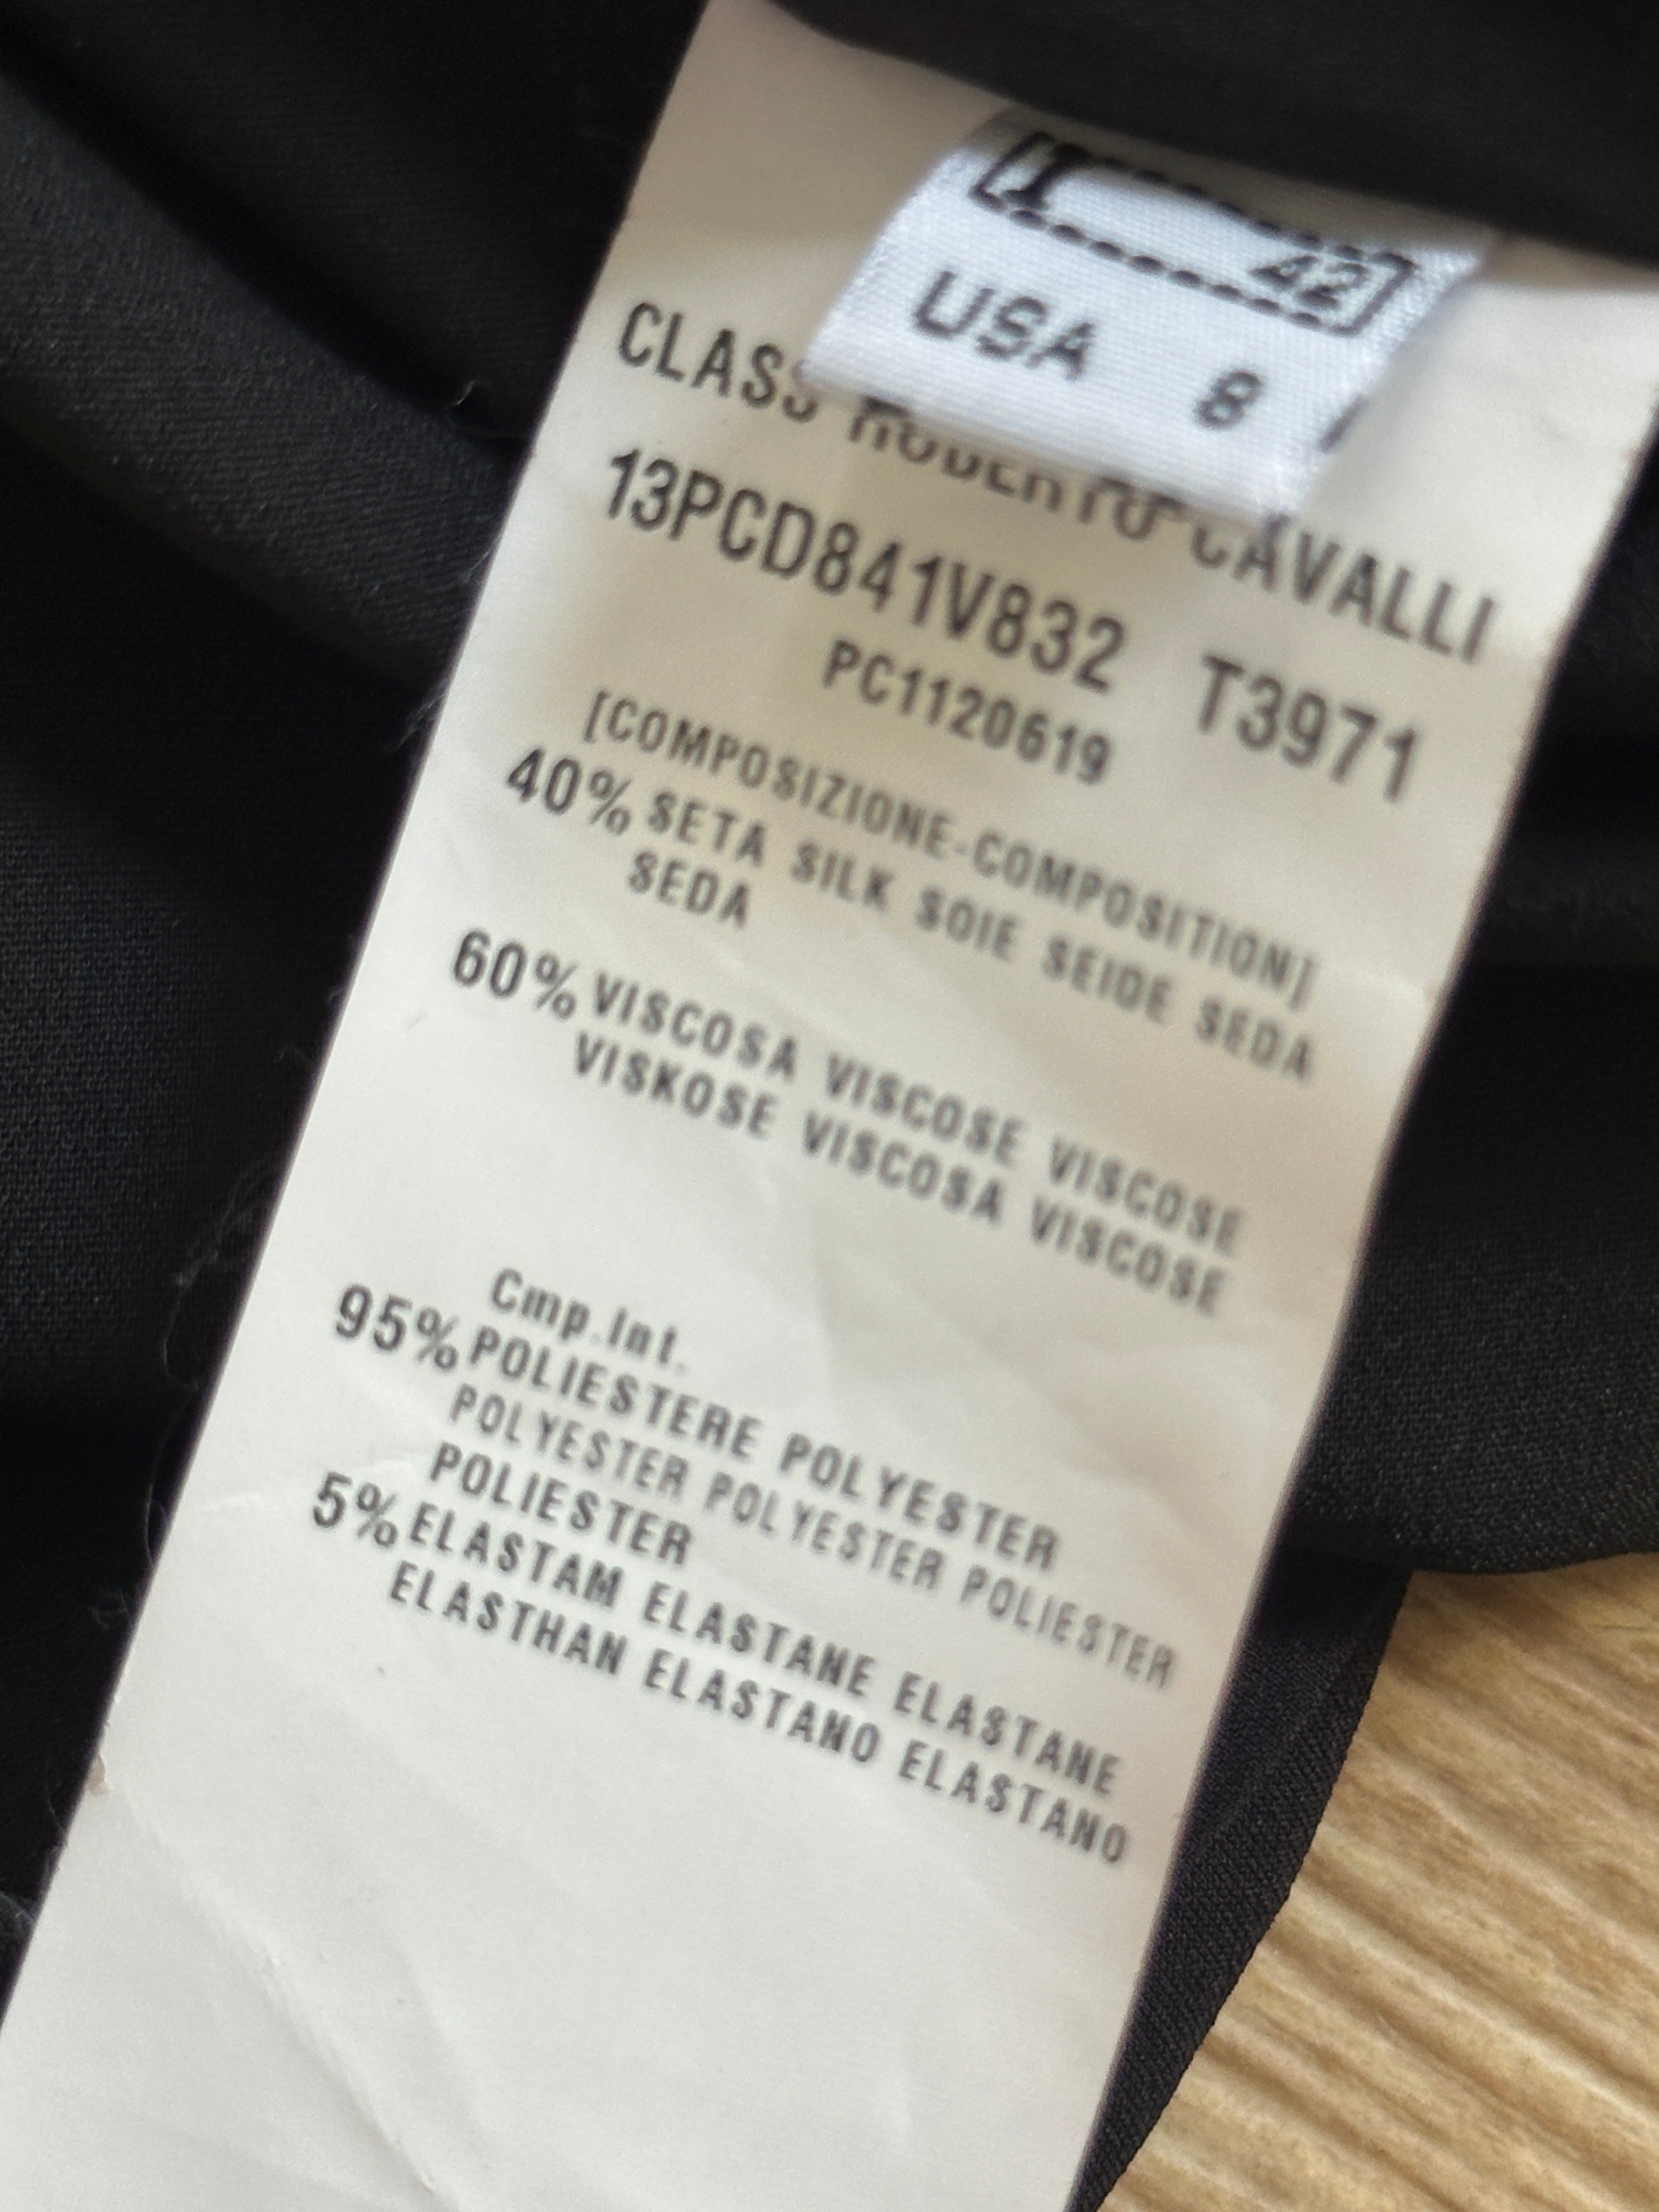 I 42
USA 8
CLASS ROBERTO CAVALLI
13PCD841V832 T3971
PC1120619
[COMPOSIZIONE-COMPOSITION]
40% SETA SILK SOIE SEIDE SEDA
SEDA
60% VISCOSA VISCOSE VISCOSE
VISKOSE VISCOSA VISCOSE
Cmp.Int.
95% POLIESTERE POLYESTER
POLYESTER POLYESTER POLIESTER
POLIESTER
5% ELASTAM ELASTANE ELASTANE
ELASTHAN ELASTANO ELASTANO